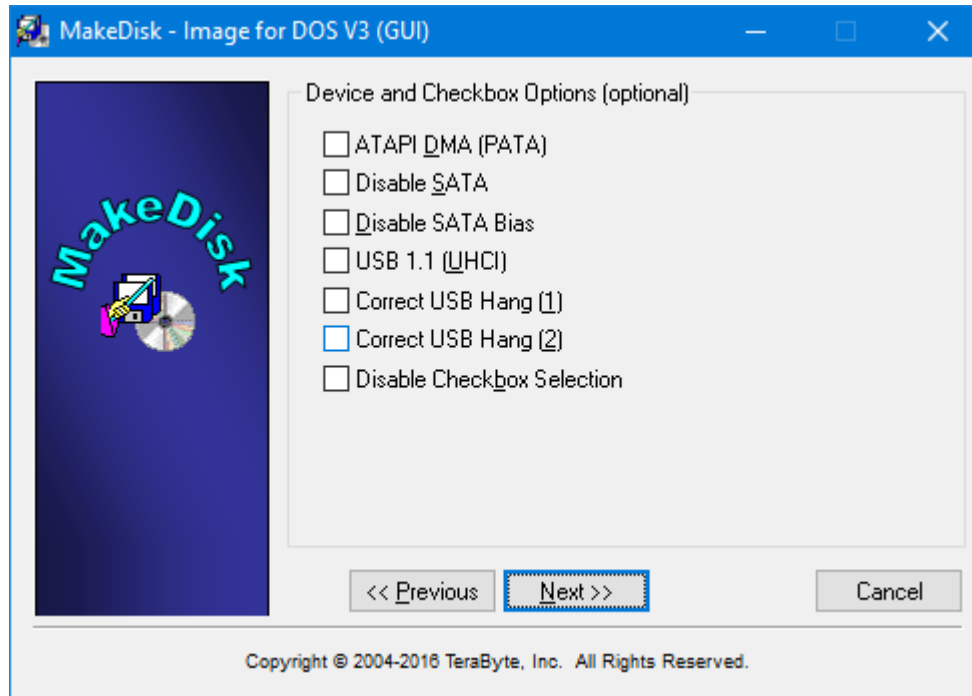 MakeDisk - Image for DOS V3 (GUI)
Device and Checkbox Options (optional)
ATAPI DMA (PATA)
Disable SATA
Disable SATA Bias
USB 1.1 (UHCI)
Correct USB Hang (1)
Correct USB Hang (2)
Disable Checkbox Selection
MakeDisk
<< Previous
Next >>
Cancel
Copyright © 2004-2016 TeraByte, Inc. All Rights Reserved.